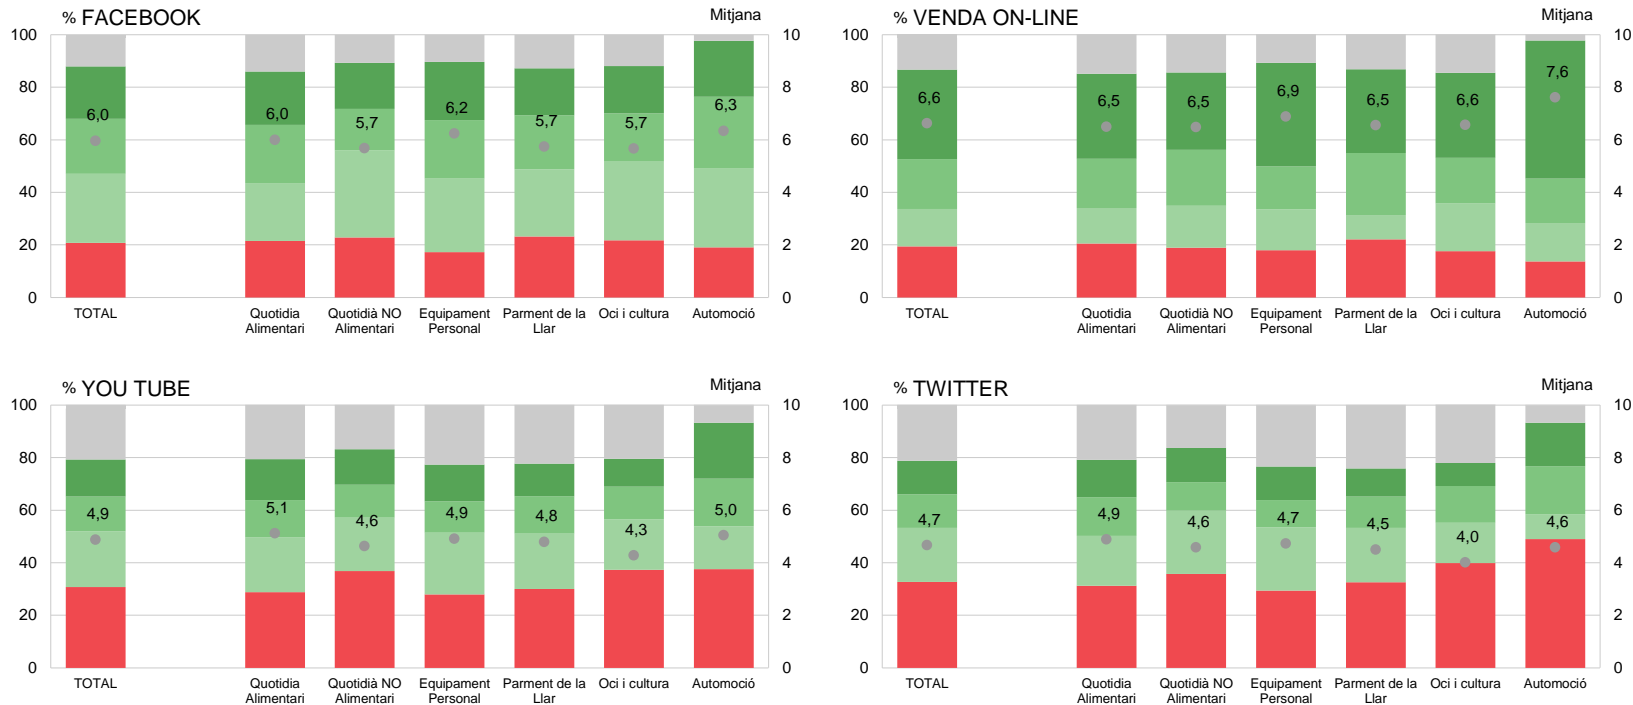 % FACEBOOK
Mitjana
100
80
60
40
20
0
10
8
6
4
2
0
6,0
6,0
5,7
6,2
5,7
5,7
6,3
TOTAL
Quotidia
Alimentari
Quotidià NO
Alimentari
Equipament
Personal
Parment de la
Llar
Oci i cultura
Automoció
% VENDA ON-LINE
Mitjana
100
80
60
40
20
0
10
8
6
4
2
0
6,6
6,5
6,5
6,9
6,5
6,6
7,6
TOTAL
Quotidia
Alimentari
Quotidià NO
Alimentari
Equipament
Personal
Parment de la
Llar
Oci i cultura
Automoció
% YOU TUBE
Mitjana
100
80
60
40
20
0
10
8
6
4
2
0
4,9
5,1
4,6
4,9
4,8
4,3
5,0
TOTAL
Quotidia
Alimentari
Quotidià NO
Alimentari
Equipament
Personal
Parment de la
Llar
Oci i cultura
Automoció
% TWITTER
Mitjana
100
80
60
40
20
0
10
8
6
4
2
0
4,7
4,9
4,6
4,7
4,5
4,0
4,6
TOTAL
Quotidia
Alimentari
Quotidià NO
Alimentari
Equipament
Personal
Parment de la
Llar
Oci i cultura
Automoció